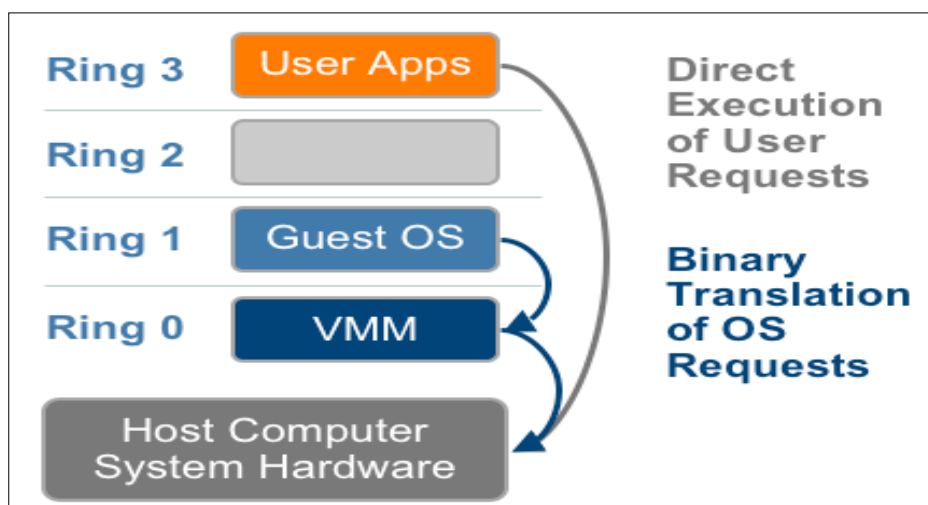 Ring 3
User Apps
Ring 2
Ring 1
Guest OS
Ring 0
VMM
Host Computer
System Hardware
Direct
Execution
of User
Requests
Binary
Translation
of OS
Requests